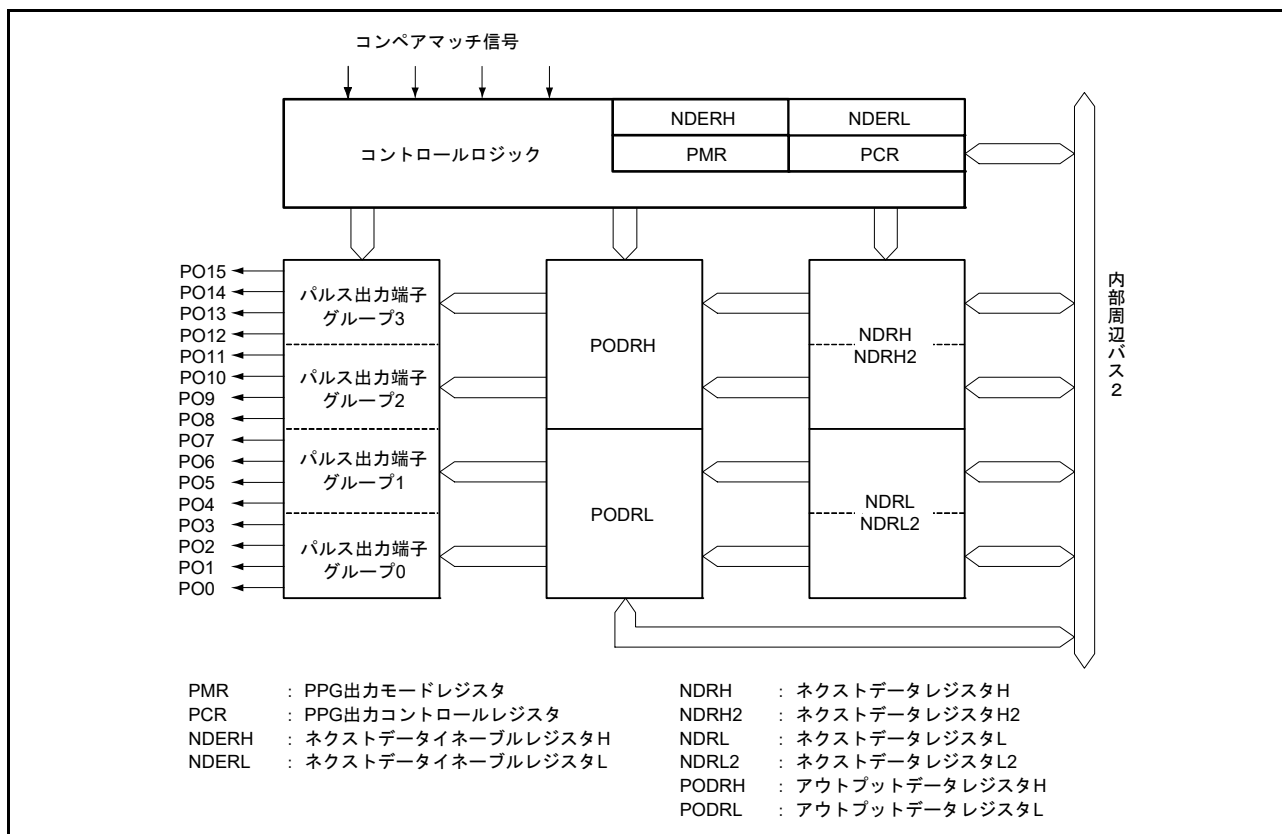 コンペアマッチ信号
コントロールロジック
NDERH
NDERL
PMR
PCR
PO15
PO14
PO13
PO12
PO11
PO10
PO9
PO8
PO7
PO6
PO5
PO4
PO3
PO2
PO1
PO0
パルス出力端子
グループ3
パルス出力端子
グループ2
パルス出力端子
グループ1
パルス出力端子
グループ0
PODRH
PODRL
NDRH
NDRH2
NDRL
NDRL2
内部周辺バス2
PMR : PPG出力モードレジスタ
PCR : PPG出力コントロールレジスタ
NDERH : ネクストデータイネーブルレジスタH
NDERL : ネクストデータイネーブルレジスタL
NDRH : ネクストデータレジスタH
NDRH2 : ネクストデータレジスタH2
NDRL : ネクストデータレジスタL
NDRL2 : ネクストデータレジスタL2
PODRH : アウトプットデータレジスタH
PODRL : アウトプットデータレジスタL